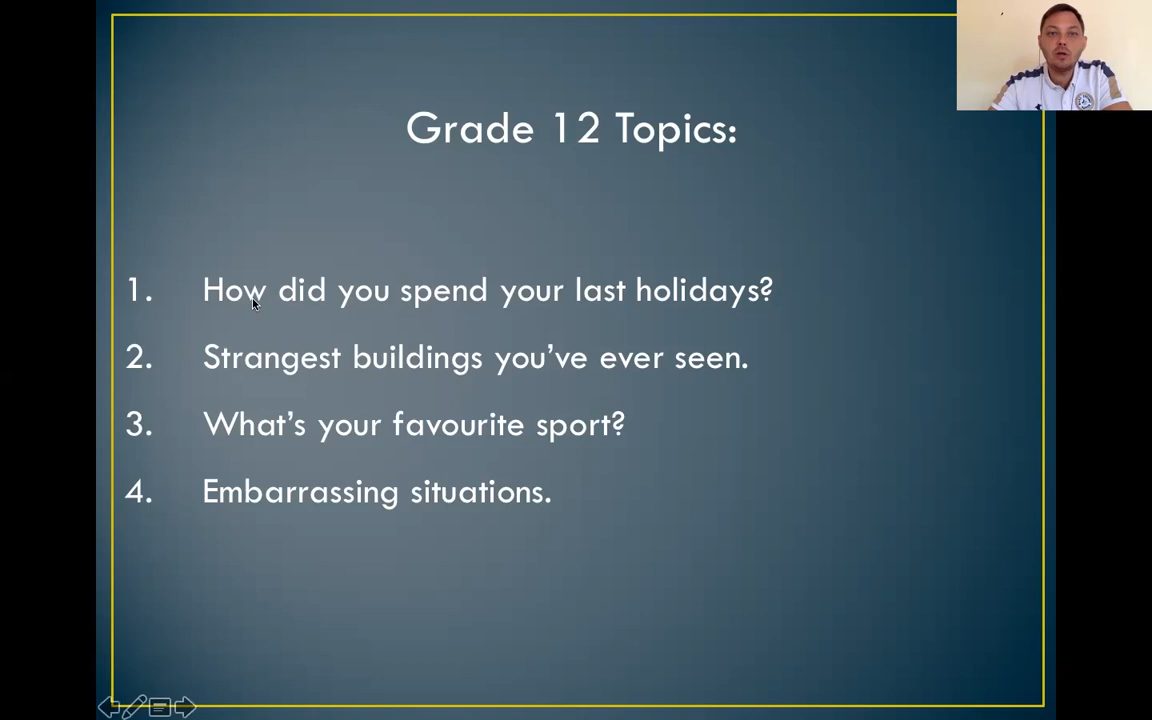 Grade 12 Topics:
1. How did you spend your last holidays?
2. Strangest buildings you’ve ever seen.
3. What’s your favourite sport?
4. Embarrassing situations.